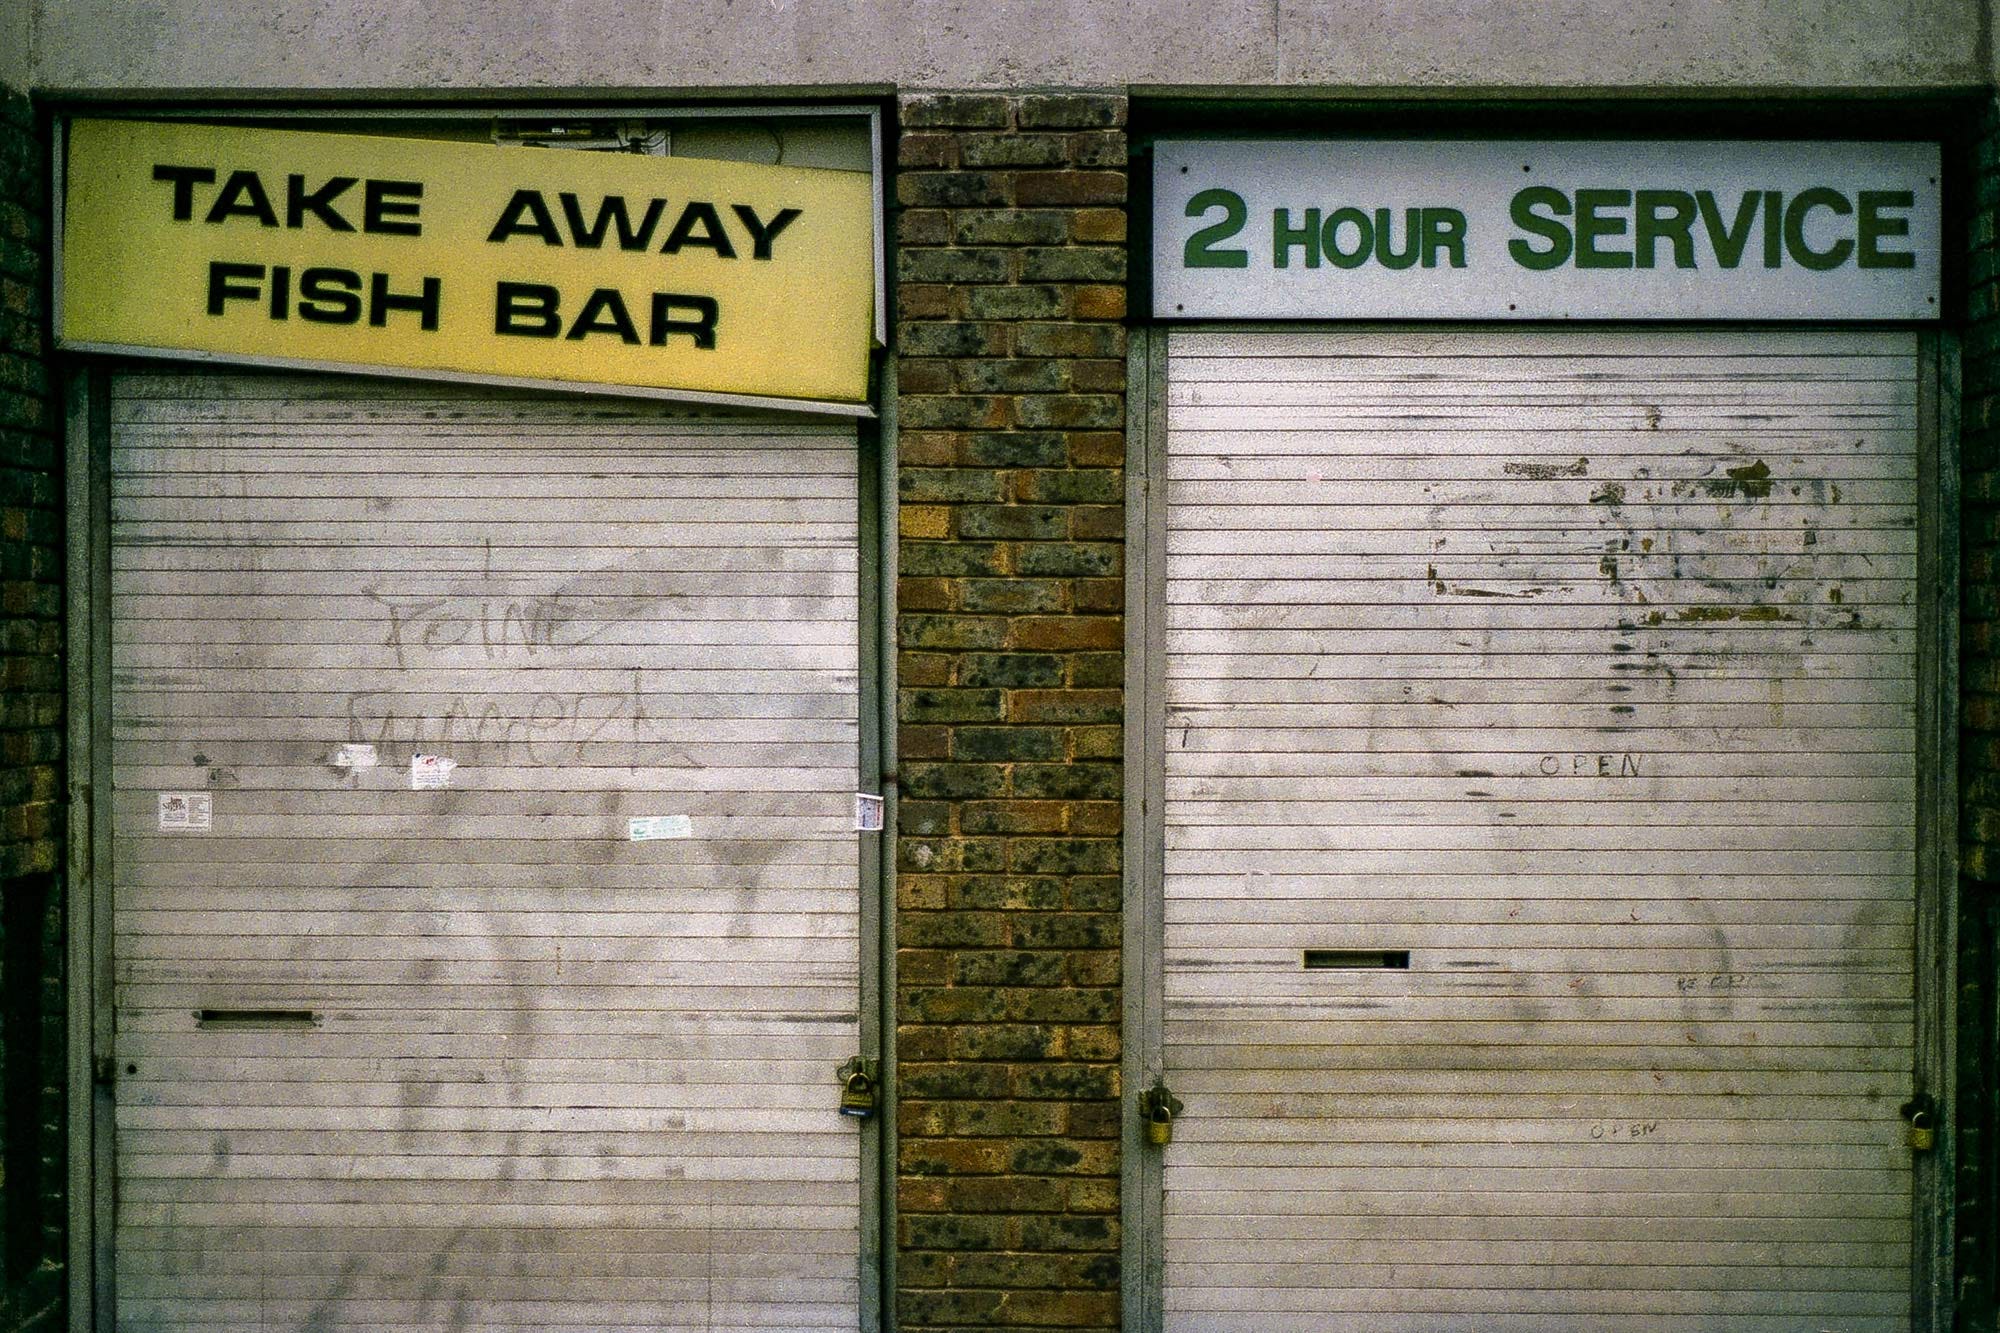 TAKE AWAY
FISH BAR
2 HOUR SERVICE
OPEN
OPEN